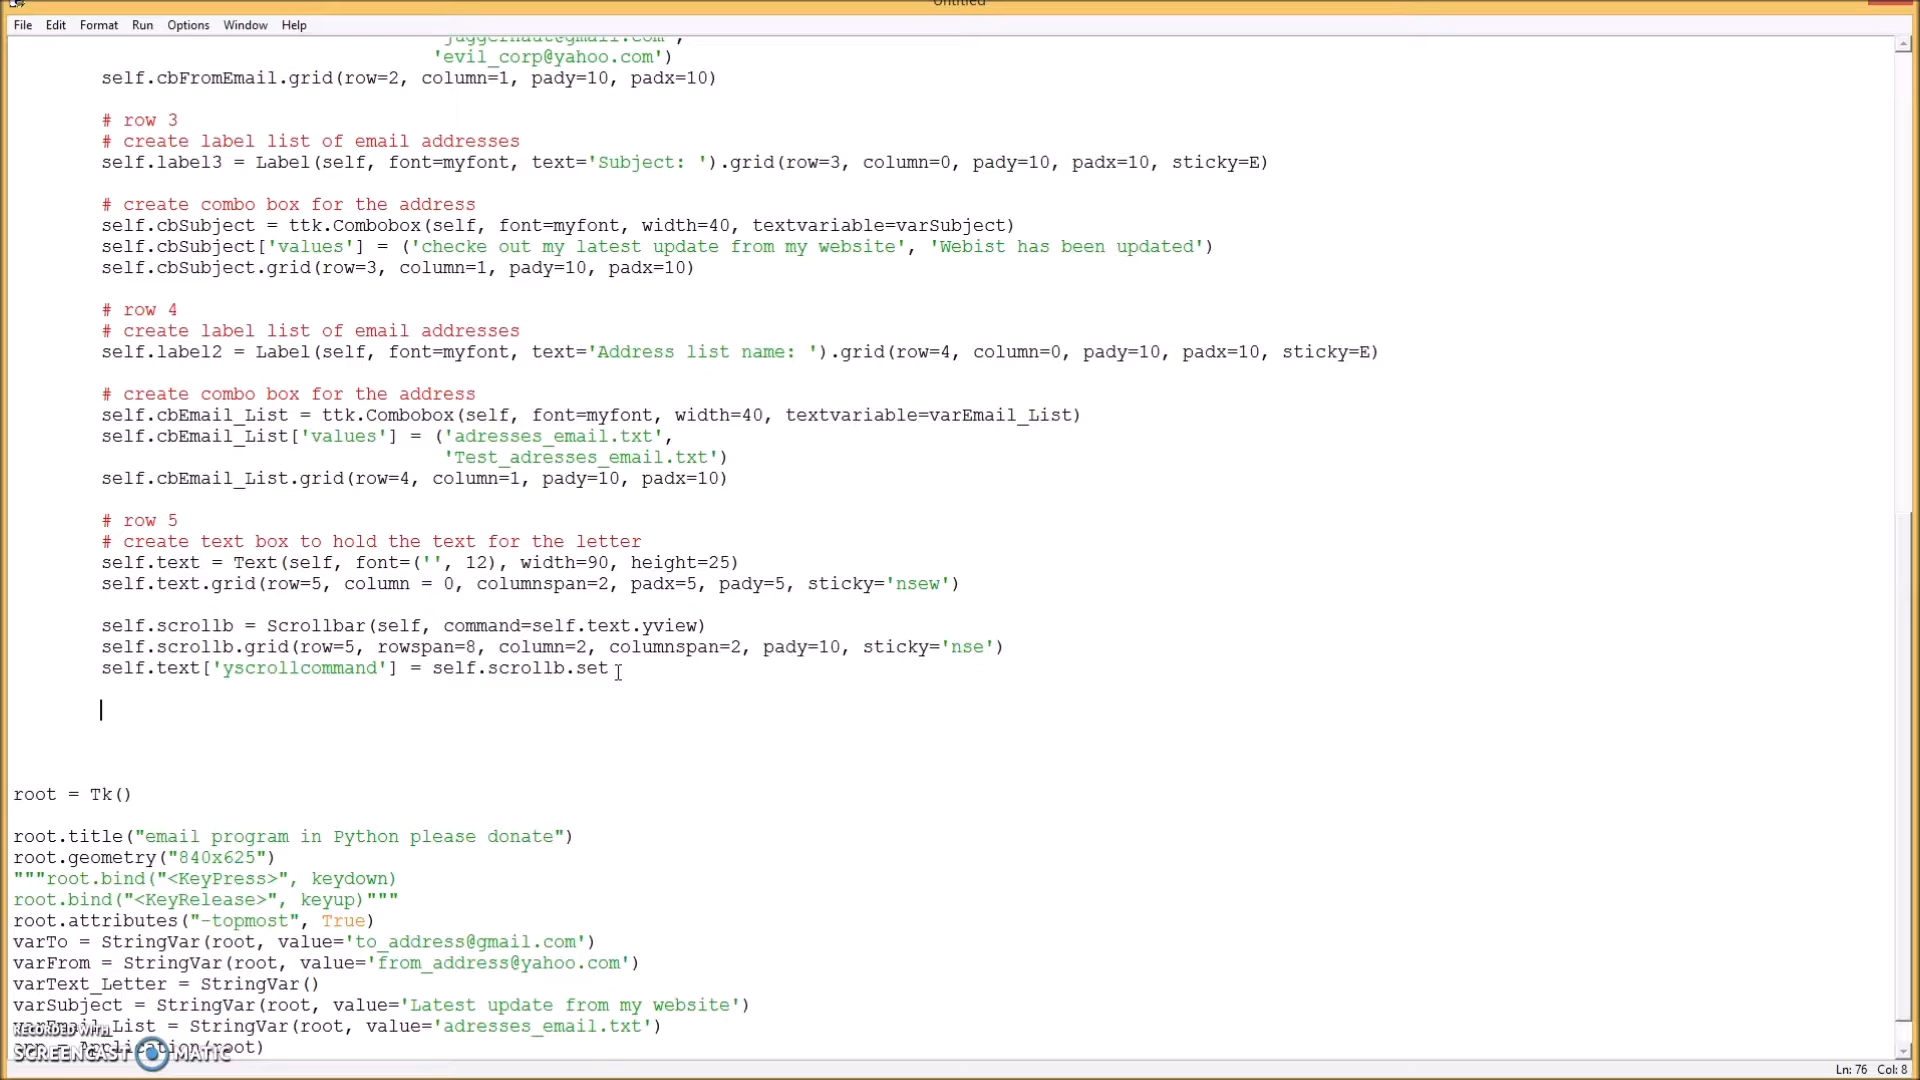 Untitled
File Edit Format Run Options Window Help
'juggernaut@gmail.com',
'evil_corp@yahoo.com')
self.cbFromEmail.grid(row=2, column=1, pady=10, padx=10)
# row 3
# create label list of email addresses
self.label3 = Label(self, font=myfont, text='Subject: ').grid(row=3, column=0, pady=10, padx=10, sticky=E)
# create combo box for the address
self.cbSubject = ttk.Combobox(self, font=myfont, width=40, textvariable=varSubject)
self.cbSubject['values'] = ('checke out my latest update from my website', 'Webist has been updated')
self.cbSubject.grid(row=3, column=1, pady=10, padx=10)
# row 4
# create label list of email addresses
self.label2 = Label(self, font=myfont, text='Address list name: ').grid(row=4, column=0, pady=10, padx=10, sticky=E)
# create combo box for the address
self.cbEmail_List = ttk.Combobox(self, font=myfont, width=40, textvariable=varEmail_List)
self.cbEmail_List['values'] = ('adresses_email.txt',
'Test_adresses_email.txt')
self.cbEmail_List.grid(row=4, column=1, pady=10, padx=10)
# row 5
# create text box to hold the text for the letter
self.text = Text(self, font=('', 12), width=90, height=25)
self.text.grid(row=5, column = 0, columnspan=2, padx=5, pady=5, sticky='nsew')
self.scrollb = Scrollbar(self, command=self.text.yview)
self.scrollb.grid(row=5, rowspan=8, column=2, columnspan=2, pady=10, sticky='nse')
self.text['yscrollcommand'] = self.scrollb.set
root = Tk()
root.title("email program in Python please donate")
root.geometry("840x625")
"""root.bind("<KeyPress>", keydown)
root.bind("<KeyRelease>", keyup)"""
root.attributes("-topmost", True)
varTo = StringVar(root, value='to_address@gmail.com')
varFrom = StringVar(root, value='from_address@yahoo.com')
varText_Letter = StringVar()
varSubject = StringVar(root, value='Latest update from my website')
varEmail_List = StringVar(root, value='adresses_email.txt')
app = Application(root)
RECORDED WITH
SCREENCAST MATIC
Ln: 76 Col: 8